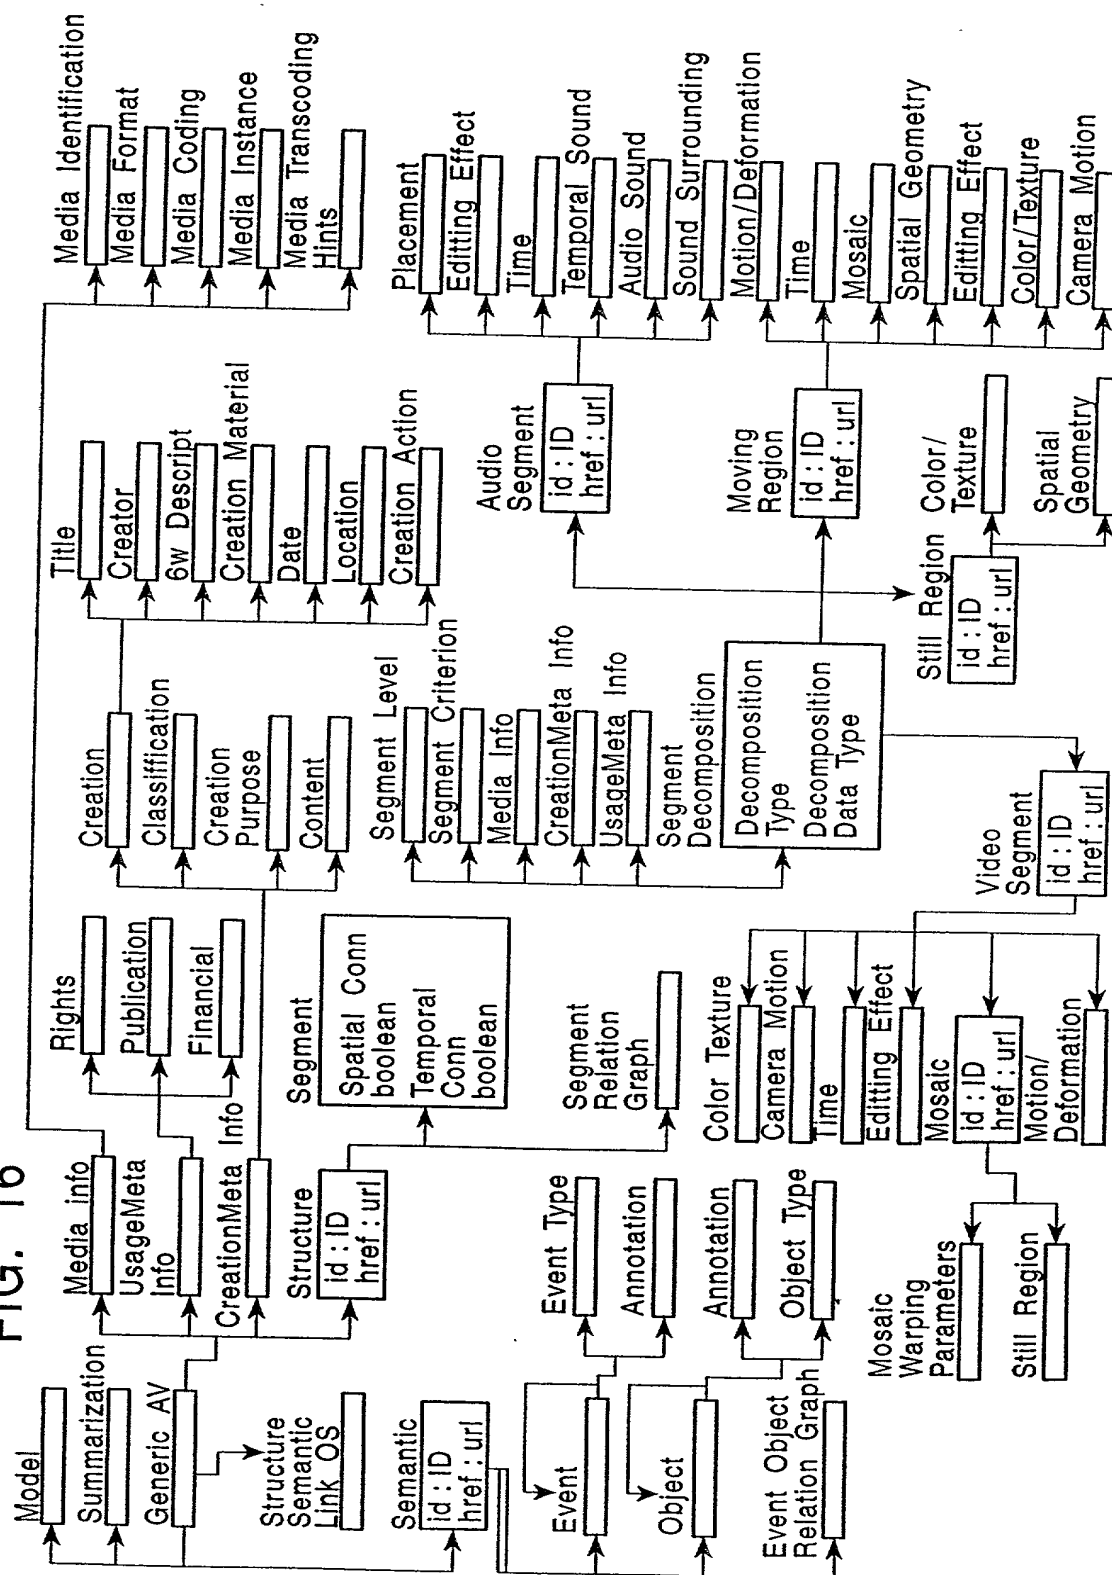 FIG. 16
Model
Summarization
Generic AV
Structure
Semantic
Link OS
Semantic
id : ID
href : url
Event
Object
Event Object
Relation Graph
Media info
UsageMeta
Info
CreationMeta Info
Structure
id : ID
href : url
Event Type
Annotation
Annotation
Object Type
Mosaic
Warping
Parameters
Still Region
Rights
Publication
Financial
Segment
Spatial Conn
boolean
Temporal
Conn
boolean
Segment
Relation
Graph
Color Texture
Camera Motion
Time
Editting Effect
Mosaic
id : ID
href : url
Motion/
Deformation
Creation
Classiffication
Creation
Purpose
Content
Segment Level
Segment Criterion
Media Info
CreationMeta Info
UsageMeta Info
Segment
Decomposition
Decomposition
Type
Decomposition
Data Type
Video
Segment
id : ID
href : url
Title
Creator
6w Descript
Creation Material
Date
Location
Creation Action
Audio
Segment
id : ID
href : url
Moving
Region
id : ID
href : url
Still Region
id : ID
href : url
Color/
Texture
Spatial
Geometry
Media Identification
Media Format
Media Coding
Media Instance
Media Transcoding
Hints
Placement
Editting Effect
Time
Temporal Sound
Audio Sound
Sound Surrounding
Motion/Deformation
Time
Mosaic
Spatial Geometry
Editing Effect
Color/Texture
Camera Motion